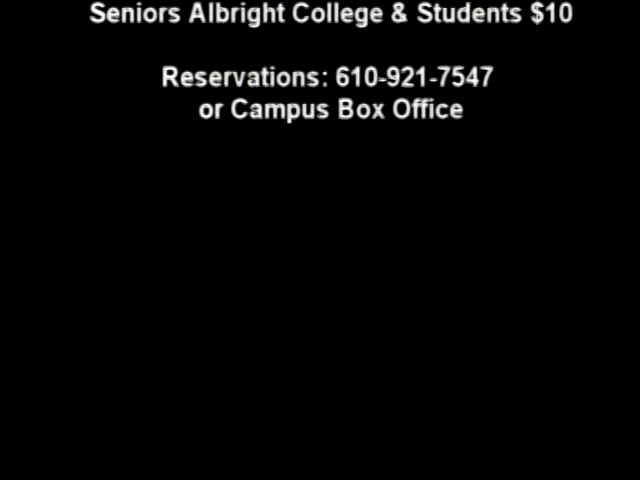 Seniors Albright College & Students $10
Reservations: 610-921-7547
or Campus Box Office